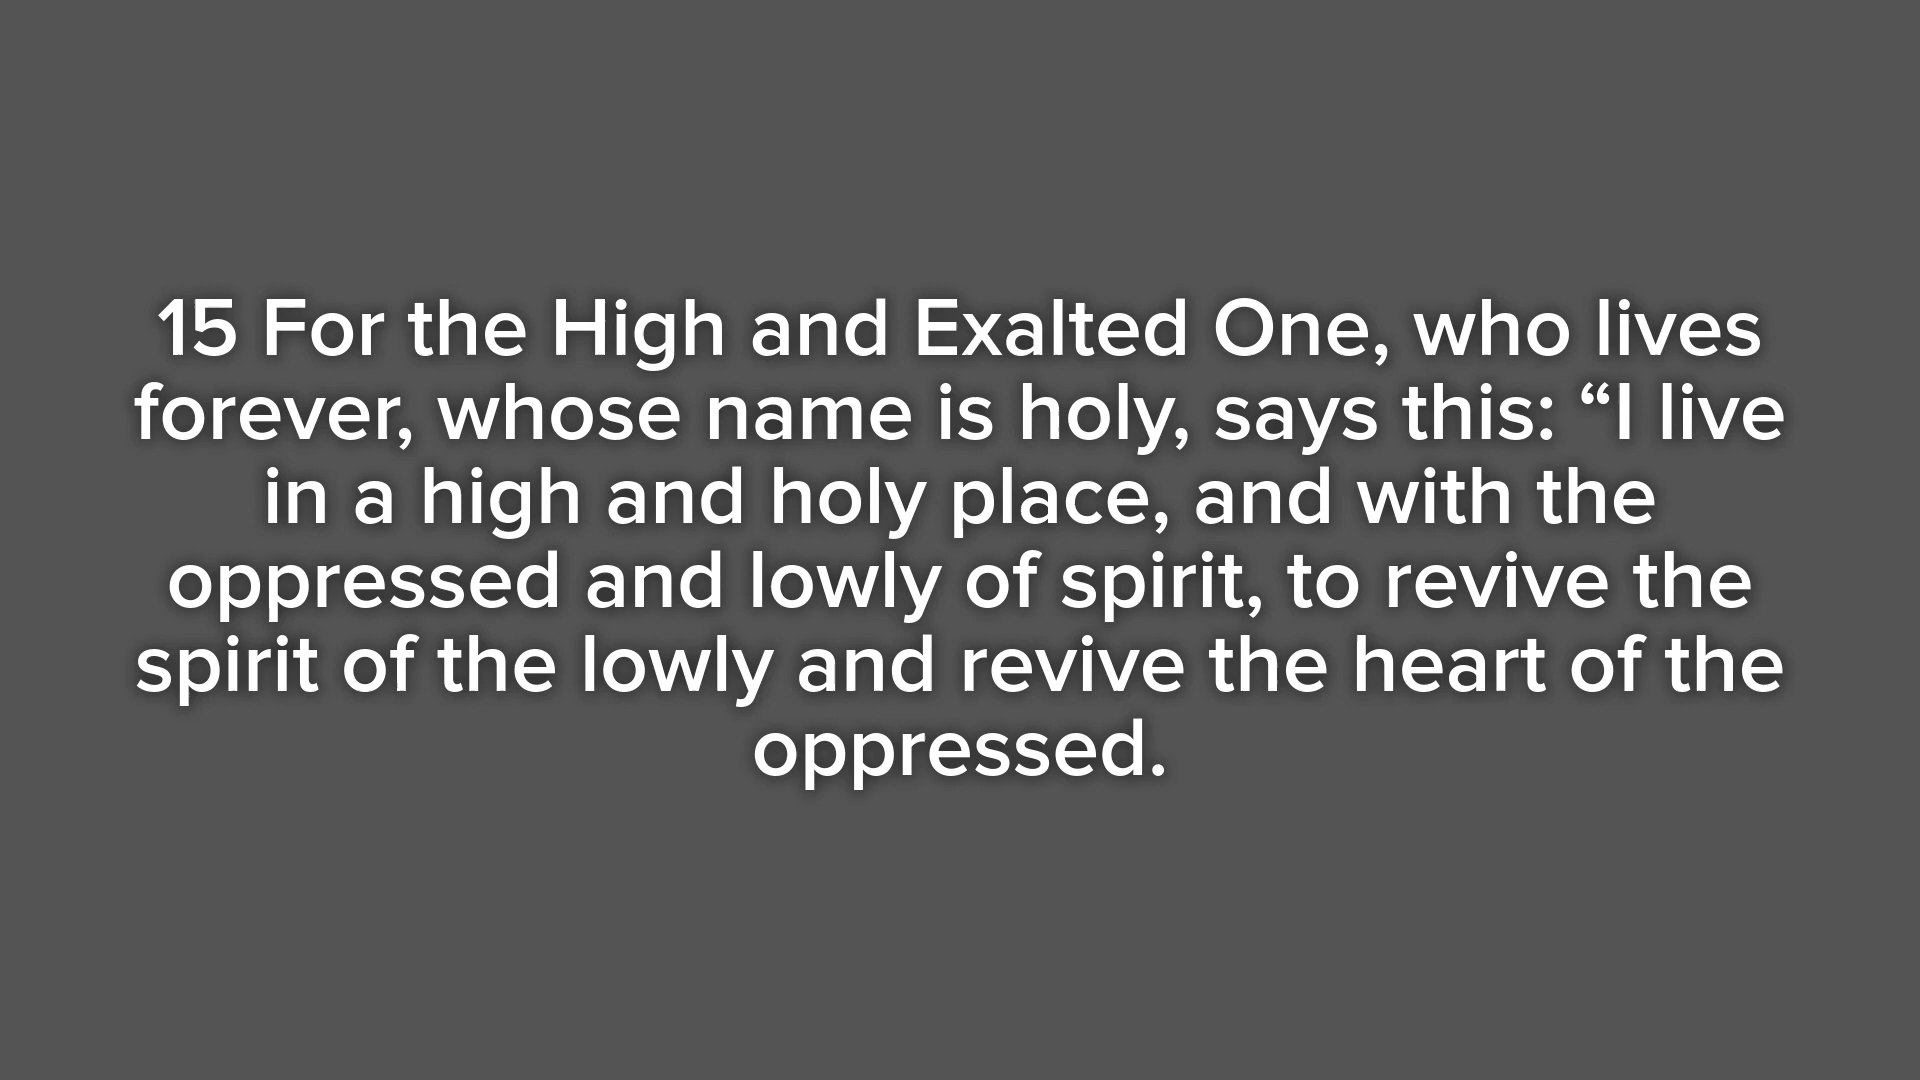 15 For the High and Exalted One, who lives
forever, whose name is holy, says this: “I live
in a high and holy place, and with the
oppressed and lowly of spirit, to revive the
spirit of the lowly and revive the heart of the
oppressed.